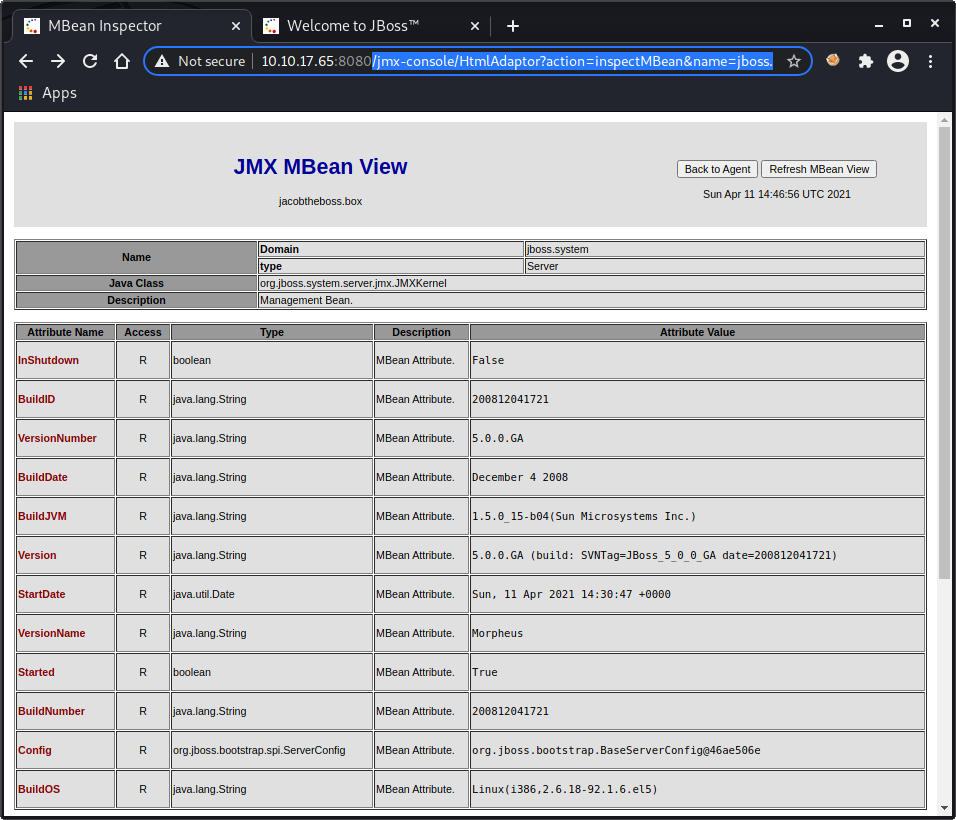 MBean Inspector
Welcome to JBoss™
Not secure 10.10.17.65:8080/jmx-console/HtmlAdaptor?action=inspectMBean&name=jboss.
Apps
JMX MBean View
Back to Agent Refresh MBean View
jacobtheboss.box
Sun Apr 11 14:46:56 UTC 2021
Name Domain jboss.system
type Server
Java Class org.jboss.system.server.jmx.JMXKernel
Description Management Bean.
Attribute Name Access Type Description Attribute Value
InShutdown R boolean MBean Attribute. False
BuildID R java.lang.String MBean Attribute. 200812041721
VersionNumber R java.lang.String MBean Attribute. 5.0.0.GA
BuildDate R java.lang.String MBean Attribute. December 4 2008
BuildJVM R java.lang.String MBean Attribute. 1.5.0_15-b04(Sun Microsystems Inc.)
Version R java.lang.String MBean Attribute. 5.0.0.GA (build: SVNTag=JBoss_5_0_0_GA date=200812041721)
StartDate R java.util.Date MBean Attribute. Sun, 11 Apr 2021 14:30:47 +0000
VersionName R java.lang.String MBean Attribute. Morpheus
Started R boolean MBean Attribute. True
BuildNumber R java.lang.String MBean Attribute. 200812041721
Config R org.jboss.bootstrap.spi.ServerConfig MBean Attribute. org.jboss.bootstrap.BaseServerConfig@46ae506e
BuildOS R java.lang.String MBean Attribute. Linux(i386,2.6.18-92.1.6.el5)